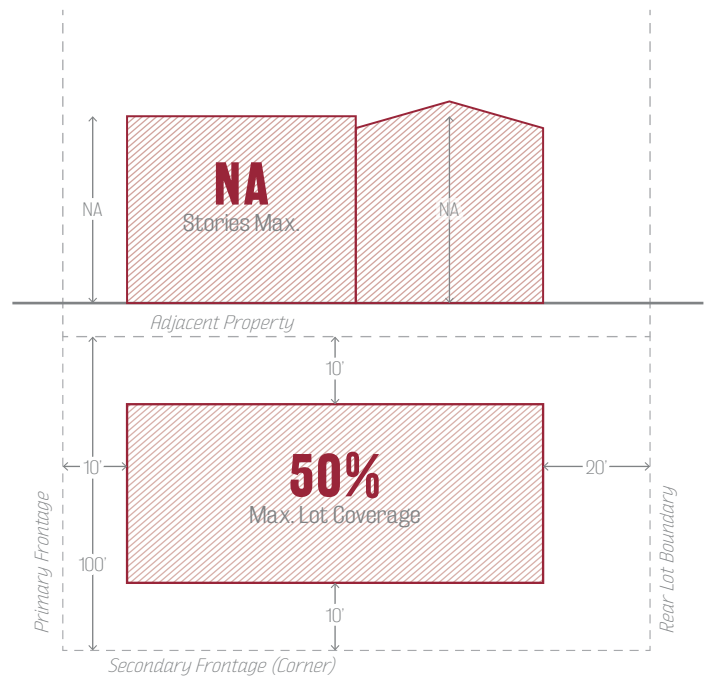 NA
Stories Max.
NA
NA
Adjacent Property
10'
10'
20'
50%
Max. Lot Coverage
100'
10'
Primary Frontage
Rear Lot Boundary
Secondary Frontage (Corner)